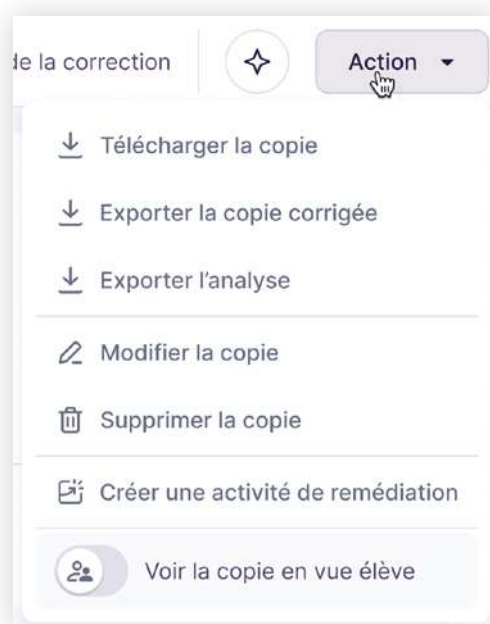 de la correction
Action
Télécharger la copie
Exporter la copie corrigée
Exporter l’analyse
Modifier la copie
Supprimer la copie
Créer une activité de remédiation
Voir la copie en vue élève